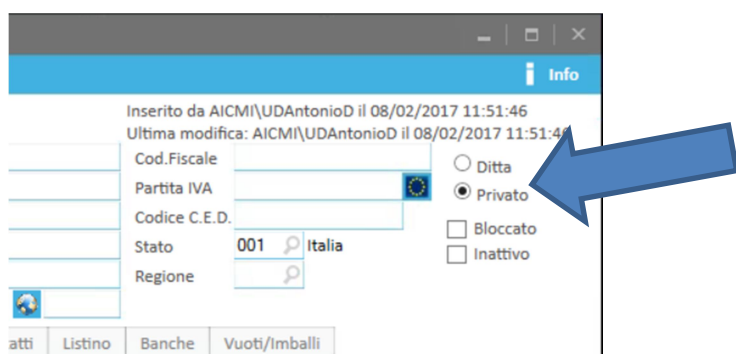 Info
Inserito da AICMI\UDAntonioD il 08/02/2017 11:51:46
Ultima modifica: AICMI\UDAntonioD il 08/02/2017 11:51:46
Cod.Fiscale
Ditta
Partita IVA
Privato
Codice C.E.D.
Bloccato
Stato 001 Italia
Inattivo
Regione
atti Listino Banche Vuoti/Imballi